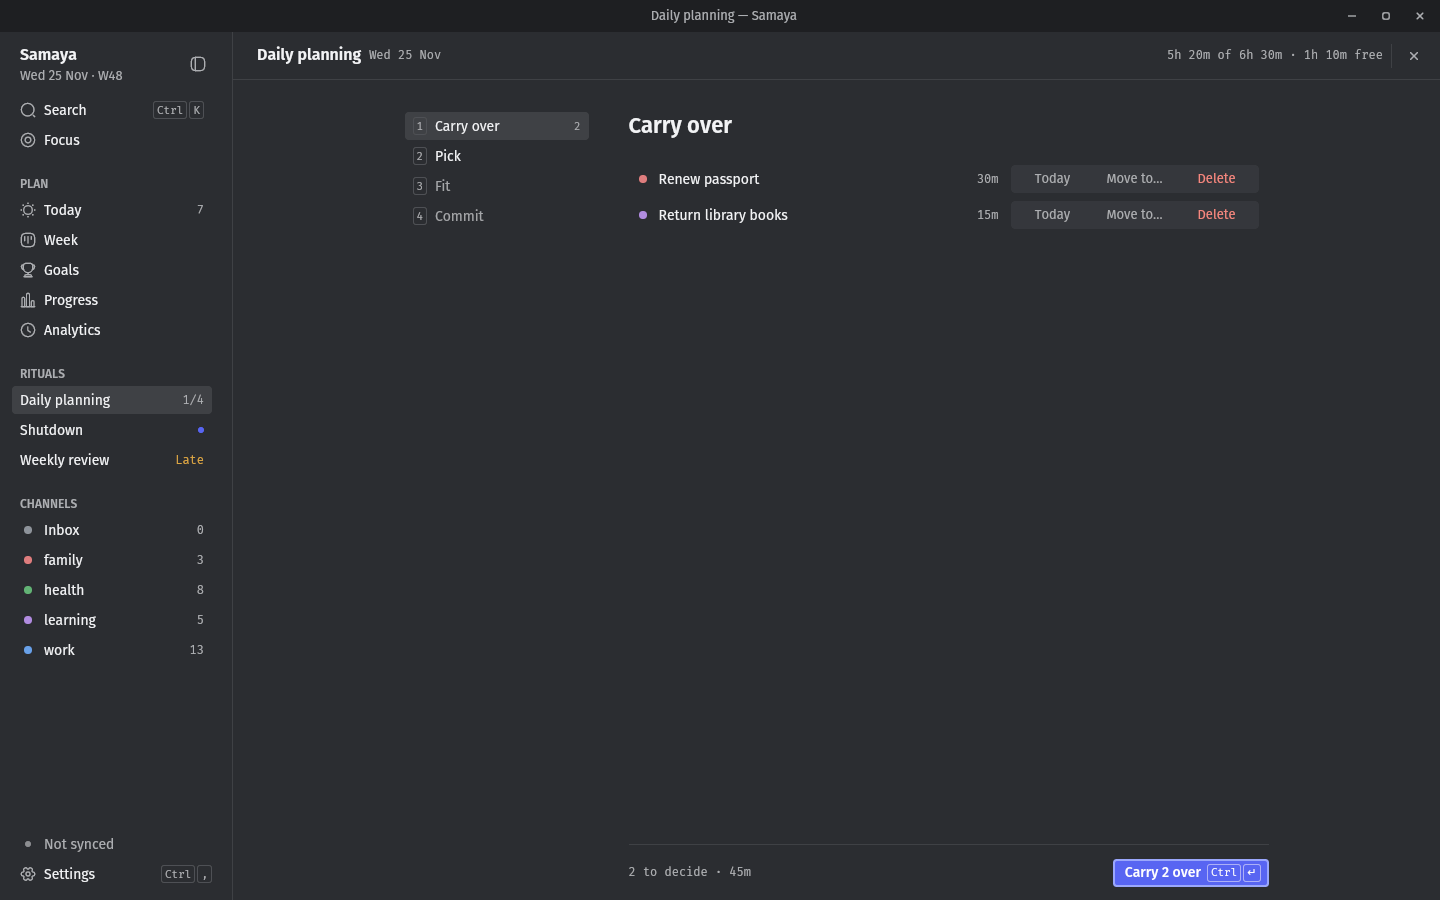 Daily planning — Samaya
Samaya
Wed 25 Nov · W48
Search Ctrl K
Focus
PLAN
Today 7
Week
Goals
Progress
Analytics
RITUALS
Daily planning 1/4
Shutdown
Weekly review Late
CHANNELS
Inbox 0
family 3
health 8
learning 5
work 13
Not synced
Settings Ctrl ,
Daily planning Wed 25 Nov
5h 20m of 6h 30m · 1h 10m free
1 Carry over 2
2 Pick
3 Fit
4 Commit
Carry over
Renew passport 30m Today Move to... Delete
Return library books 15m Today Move to... Delete
2 to decide · 45m
Carry 2 over Ctrl ↵